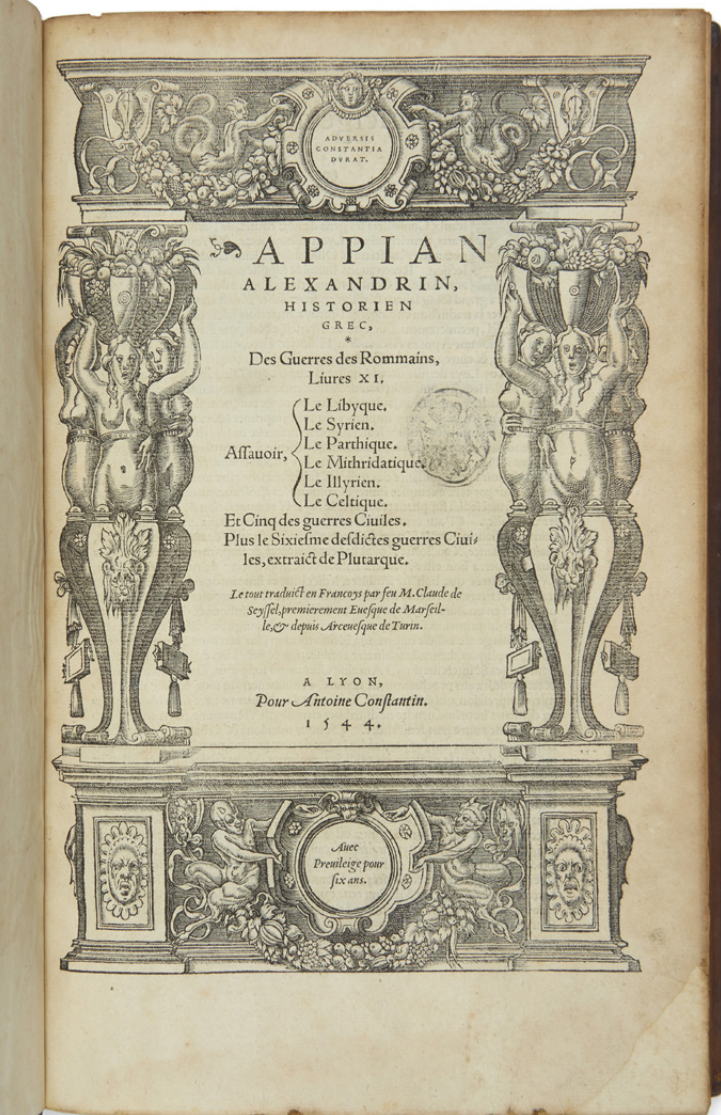 ADVERSIS
CONSTANTIA
DVRAT.
APPIAN
ALEXANDRIN,
HISTORIEN
GREC,
*
Des Guerres des Rommains,
Liures XI.
Aſſauoir,
Le Libyque.
Le Syrien.
Le Parthique.
Le Mithridatique.
Le Illyrien.
Le Celtique.
Et Cinq des guerres Ciuiles.
Plus le Sixieſme deſdictes guerres Ciui-
les, extraict de Plutarque.
Le tout traduict en Francoys par feu M. Claude de
Seyſſel, premierement Eueſque de Marſeil-
le, & depuis Arceueſque de Turin.
A LYON,
Pour Antoine Conſtantin.
1544.
Auec
Preuileige pour
ſix ans.